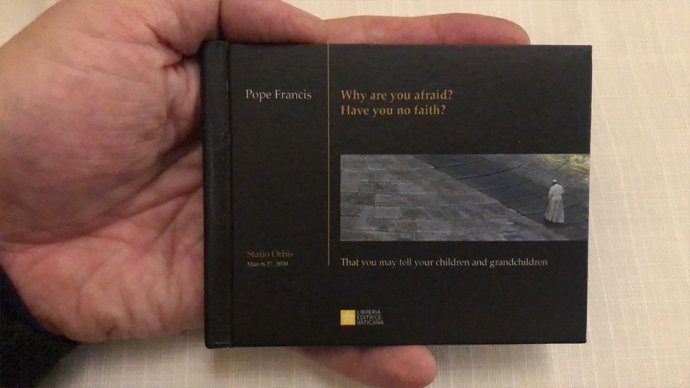 Pope Francis
Why are you afraid?
Have you no faith?
Statio Orbis
March 27, 2020
That you may tell your children and grandchildren
LIBRERIA
EDITRICE
VATICANA